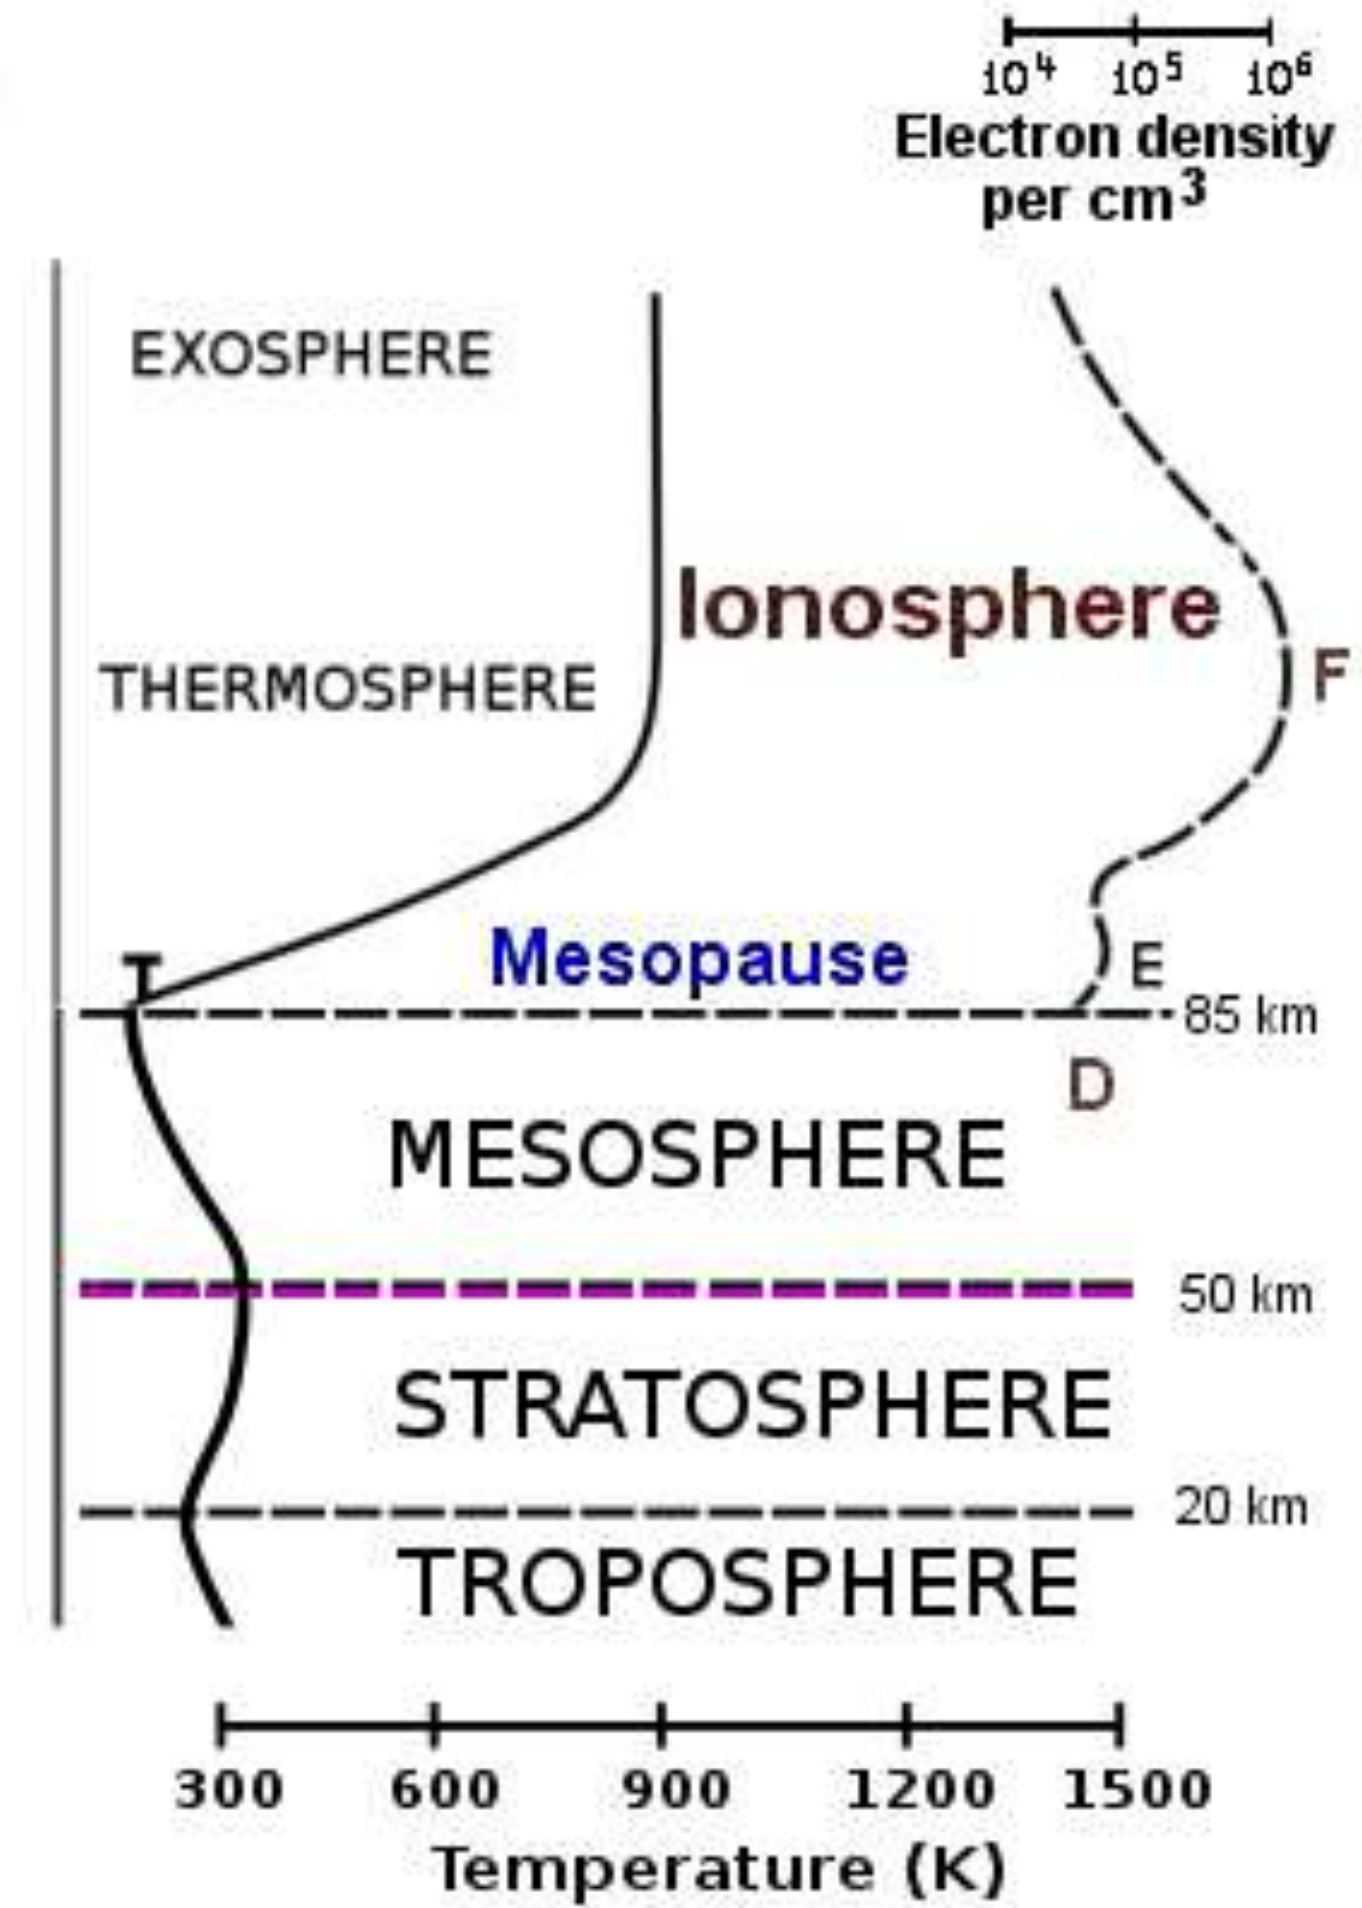 10⁴ 10⁵ 10⁶
Electron density
per cm³
EXOSPHERE
Ionosphere
THERMOSPHERE
F
Mesopause
T
E
85 km
D
MESOSPHERE
50 km
STRATOSPHERE
20 km
TROPOSPHERE
300 600 900 1200 1500
Temperature (K)